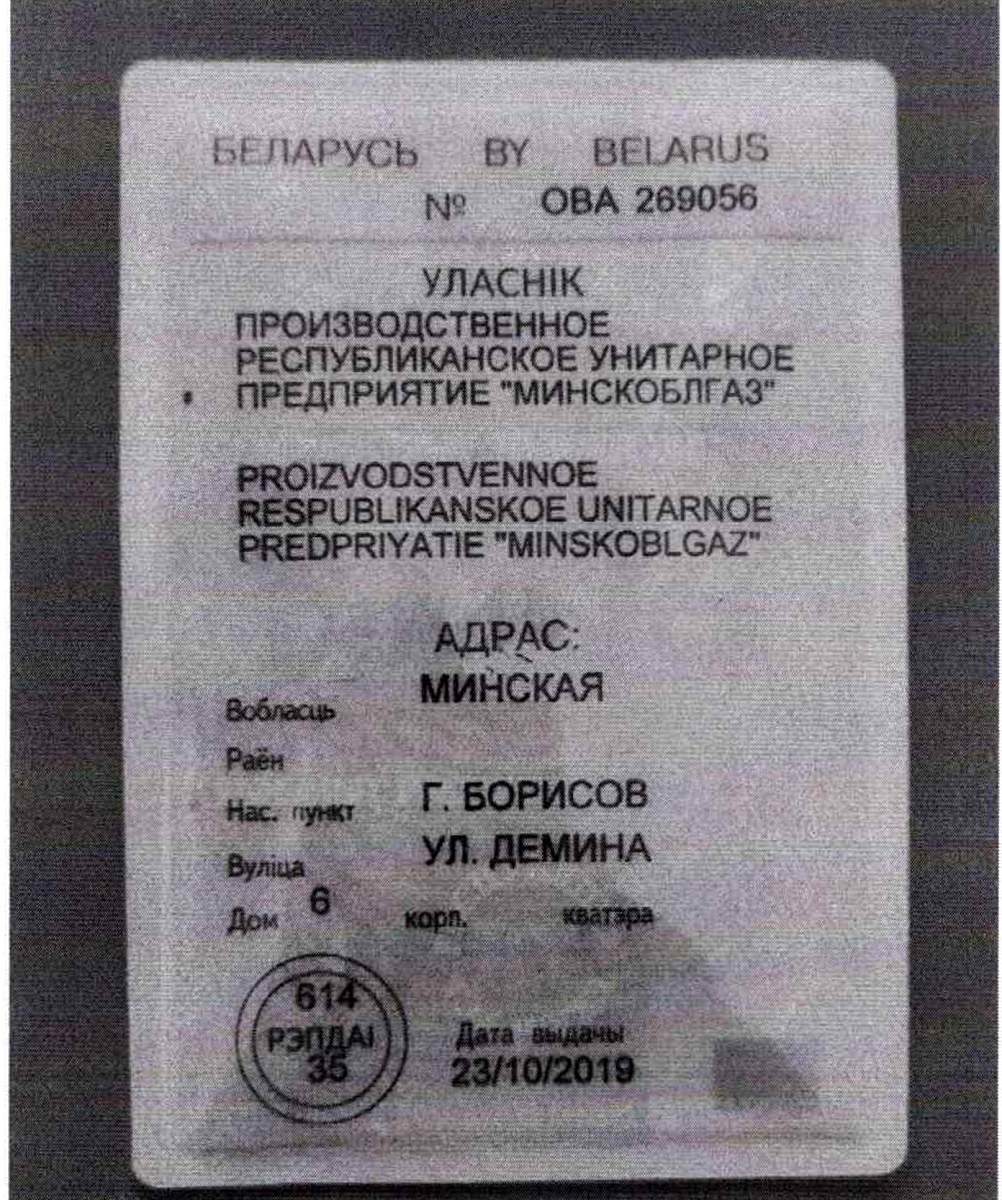 БЕЛАРУСЬ BY BELARUS
№ ОВА 269056
УЛАСНІК
ПРОИЗВОДСТВЕННОЕ
РЕСПУБЛИКАНСКОЕ УНИТАРНОЕ
ПРЕДПРИЯТИЕ "МИНСКОБЛГАЗ"
PROIZVODSTVENNOE
RESPUBLIKANSKOE UNITARNOE
PREDPRIYATIE "MINSKOBLGAZ"
АДРАС:
Вобласць МИНСКАЯ
Раён
Нас. пункт Г. БОРИСОВ
Вуліца УЛ. ДЕМИНА
Дом 6 корп. кватэра
614
РЭПДАІ
35
Дата выдачы
23/10/2019